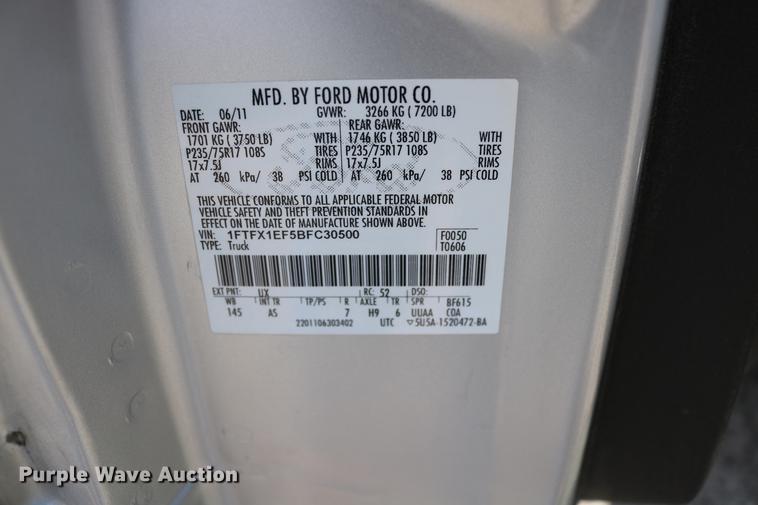 MFD. BY FORD MOTOR CO.
DATE: 06/11 GVWR: 3266 KG ( 7200 LB)
FRONT GAWR: REAR GAWR:
1701 KG ( 3750 LB) WITH 1746 KG ( 3850 LB) WITH
P235/75R17 108S TIRES P235/75R17 108S TIRES
17x7.5J RIMS 17x7.5J RIMS
AT 260 kPa/ 38 PSI COLD AT 260 kPa/ 38 PSI COLD
THIS VEHICLE CONFORMS TO ALL APPLICABLE FEDERAL MOTOR
VEHICLE SAFETY AND THEFT PREVENTION STANDARDS IN
EFFECT ON THE DATE OF MANUFACTURE SHOWN ABOVE.
VIN: 1FTFX1EF5BFC30500 F0050
TYPE: Truck T0606
EXT PNT: UX RC: 52 DSO:
WB INT TR TP/PS R AXLE TR SPR BF615
145 AS 7 H9 6 UUAA COA
2201106303402 UTC ▽5U5A-1520472-BA
Purple Wave Auction